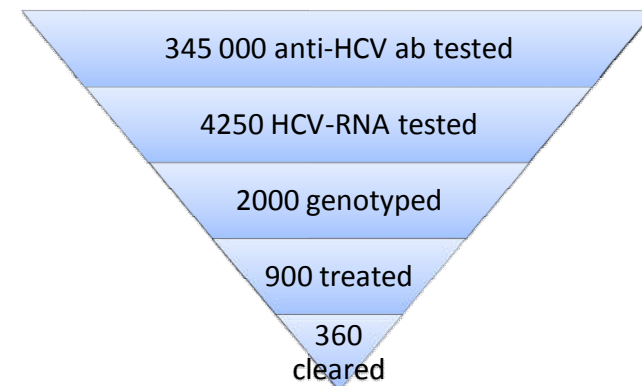 345 000 anti-HCV ab tested
4250 HCV-RNA tested
2000 genotyped
900 treated
360
cleared